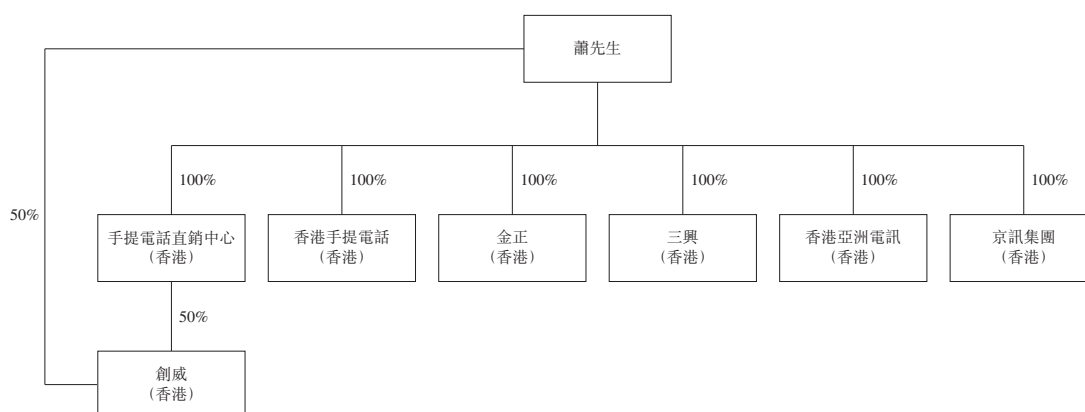 蕭先生
100%
100%
100%
100%
100%
100%
50%
手提電話直銷中心
（香港）
香港手提電話
（香港）
金正
（香港）
三興
（香港）
香港亞洲電訊
（香港）
京訊集團
（香港）
50%
創威
（香港）